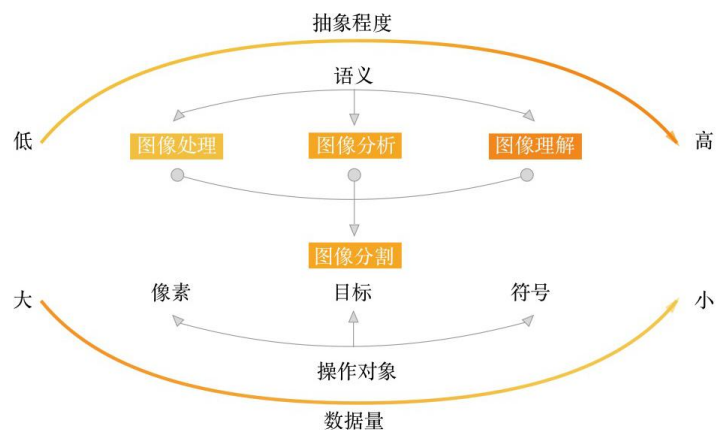 抽象程度
语义
低
图像处理
图像分析
图像理解
高
图像分割
大
像素
目标
符号
小
操作对象
数据量